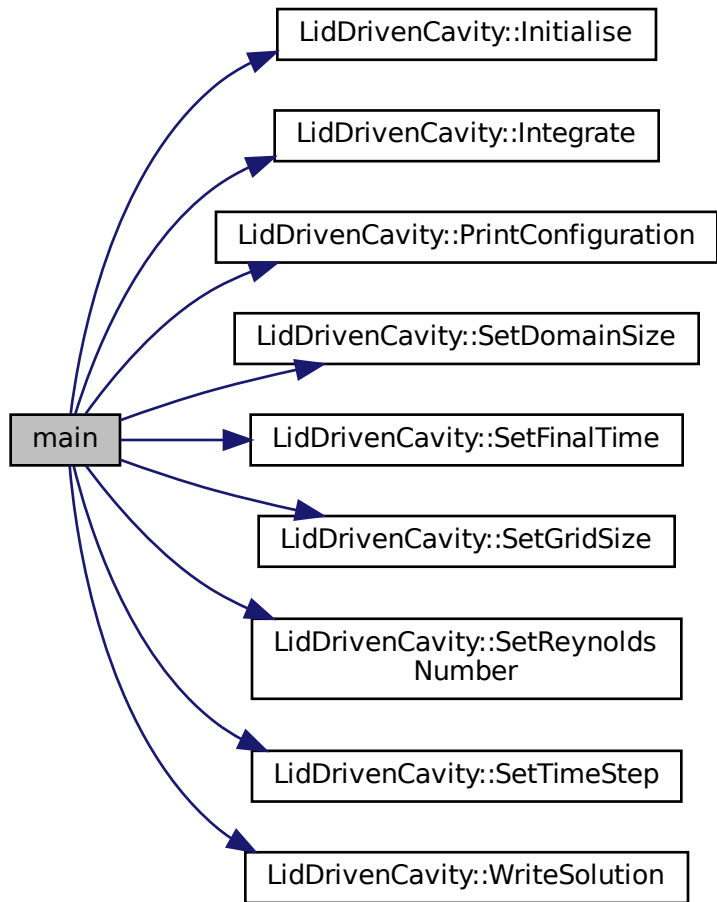 LidDrivenCavity::Initialise
LidDrivenCavity::Integrate
LidDrivenCavity::PrintConfiguration
LidDrivenCavity::SetDomainSize
main
LidDrivenCavity::SetFinalTime
LidDrivenCavity::SetGridSize
LidDrivenCavity::SetReynolds
Number
LidDrivenCavity::SetTimeStep
LidDrivenCavity::WriteSolution